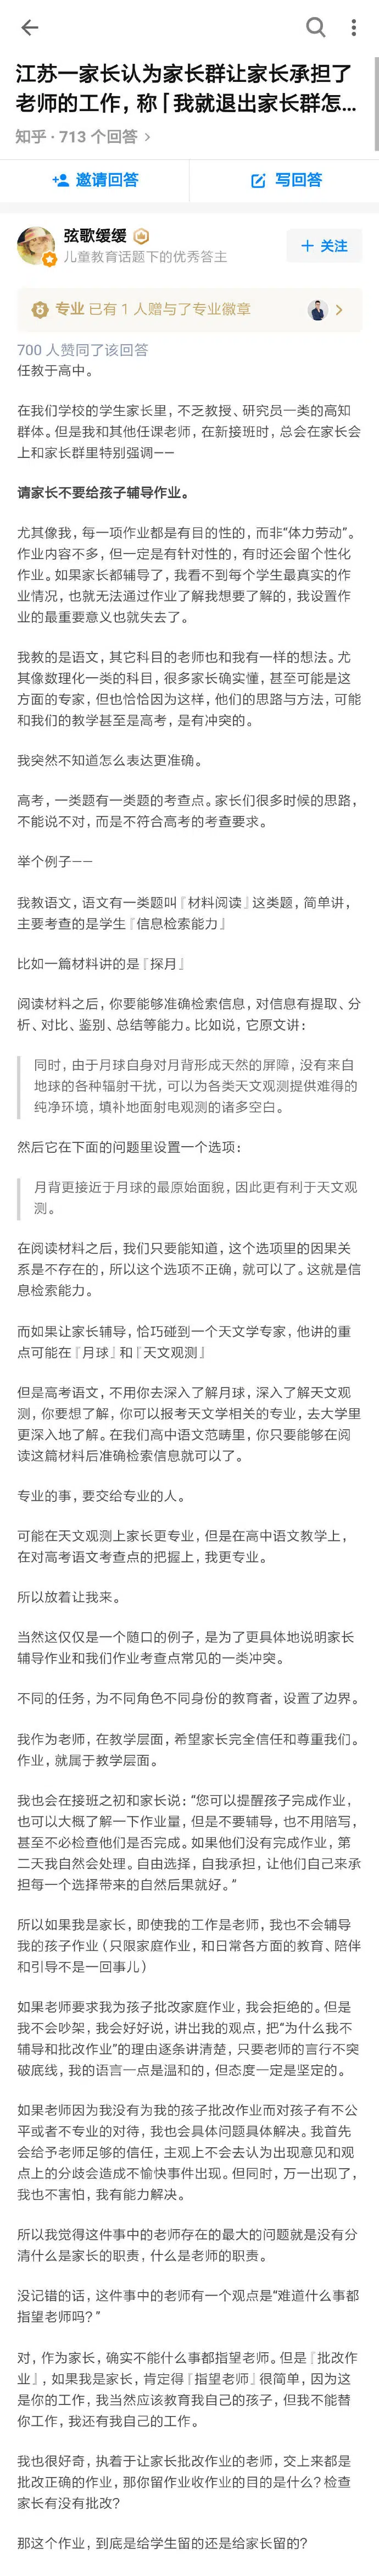 江苏一家长认为家长群让家长承担了
老师的工作，称「我就退出家长群怎...
知乎 · 713 个回答 >
邀请回答
写回答
弦歌缓缓
儿童教育话题下的优秀答主
+ 关注
专业 已有 1 人赠与了专业徽章
700 人赞同了该回答
任教于高中。
在我们学校的学生家长里，不乏教授、研究员一类的高知
群体。但是我和其他任课老师，在新接班时，总会在家长会
上和家长群里特别强调——
请家长不要给孩子辅导作业。
尤其像我，每一项作业都是有目的性的，而非“体力劳动”。
作业内容不多，但一定是有针对性的，有时还会留个性化
作业。如果家长都辅导了，我看不到每个学生最真实的作
业情况，也就无法通过作业了解我想要了解的，我设置作
业的最重要意义也就失去了。
我教的是语文，其它科目的老师也和我有一样的想法。尤
其像数理化一类的科目，很多家长确实懂，甚至可能是这
方面的专家，但也恰恰因为这样，他们的思路与方法，可能
和我们的教学甚至是高考，是有冲突的。
我突然不知道怎么表达更准确。
高考，一类题有一类题的考查点。家长们很多时候的思路，
不能说不对，而是不符合高考的考查要求。
举个例子——
我教语文，语文有一类题叫『材料阅读』这类题，简单讲，
主要考查的是学生『信息检索能力』
比如一篇材料讲的是『探月』
阅读材料之后，你要能够准确检索信息，对信息有提取、分
析、对比、鉴别、总结等能力。比如说，它原文讲：
同时，由于月球自身对月背形成天然的屏障，没有来自
地球的各种辐射干扰，可以为各类天文观测提供难得的
纯净环境，填补地面射电观测的诸多空白。
然后它在下面的问题里设置一个选项：
月背更接近于月球的最原始面貌，因此更有利于天文观
测。
在阅读材料之后，我们只要能知道，这个选项里的因果关
系是不存在的，所以这个选项不正确，就可以了。这就是信
息检索能力。
而如果让家长辅导，恰巧碰到一个天文学专家，他讲的重
点可能在『月球』和『天文观测』
但是高考语文，不用你去深入了解月球，深入了解天文观
测，你要想了解，你可以报考天文学相关的专业，去大学里
更深入地了解。在我们高中语文范畴里，你只要能够在阅
读这篇材料后准确检索信息就可以了。
专业的事，要交给专业的人。
可能在天文观测上家长更专业，但是在高中语文教学上，
在对高考语文考查点的把握上，我更专业。
所以放着让我来。
当然这仅仅是一个随口的例子，是为了更具体地说明家长
辅导作业和我们作业考查点常见的一类冲突。
不同的任务，为不同角色不同身份的教育者，设置了边界。
我作为老师，在教学层面，希望家长完全信任和尊重我们。
作业，就属于教学层面。
我也会在接班之初和家长说：“您可以提醒孩子完成作业，
也可以大概了解一下作业量，但是不要辅导，也不用陪写，
甚至不必检查他们是否完成。如果他们没有完成作业，第
二天我自然会处理。自由选择，自我承担，让他们自己来承
担每一个选择带来的自然后果就好。”
所以如果我是家长，即使我的工作是老师，我也不会辅导
我的孩子作业（只限家庭作业，和日常各方面的教育、陪伴
和引导不是一回事儿）
如果老师要求我为孩子批改家庭作业，我会拒绝的。但是
我不会吵架，我会好好说，讲出我的观点，把“为什么我不
辅导和批改作业”的理由逐条讲清楚，只要老师的言行不突
破底线，我的语言一点是温和的，但态度一定是坚定的。
如果老师因为我没有为我的孩子批改作业而对孩子有不公
平或者不专业的对待，我也会具体问题具体解决。我首先
会给予老师足够的信任，主观上不会去认为出现意见和观
点上的分歧会造成不愉快事件出现。但同时，万一出现了，
我也不害怕，我有能力解决。
所以我觉得这件事中的老师存在的最大的问题就是没有分
清什么是家长的职责，什么是老师的职责。
没记错的话，这件事中的老师有一个观点是“难道什么事都
指望老师吗？”
对，作为家长，确实不能什么事都指望老师。但是『批改作
业』，如果我是家长，肯定得『指望老师』很简单，因为这
是你的工作，我当然应该教育我自己的孩子，但我不能替
你工作，我还有我自己的工作。
我也很好奇，执着于让家长批改作业的老师，交上来都是
批改正确的作业，那你留作业收作业的目的是什么？检查
家长有没有批改？
那这个作业，到底是给学生留的还是给家长留的？